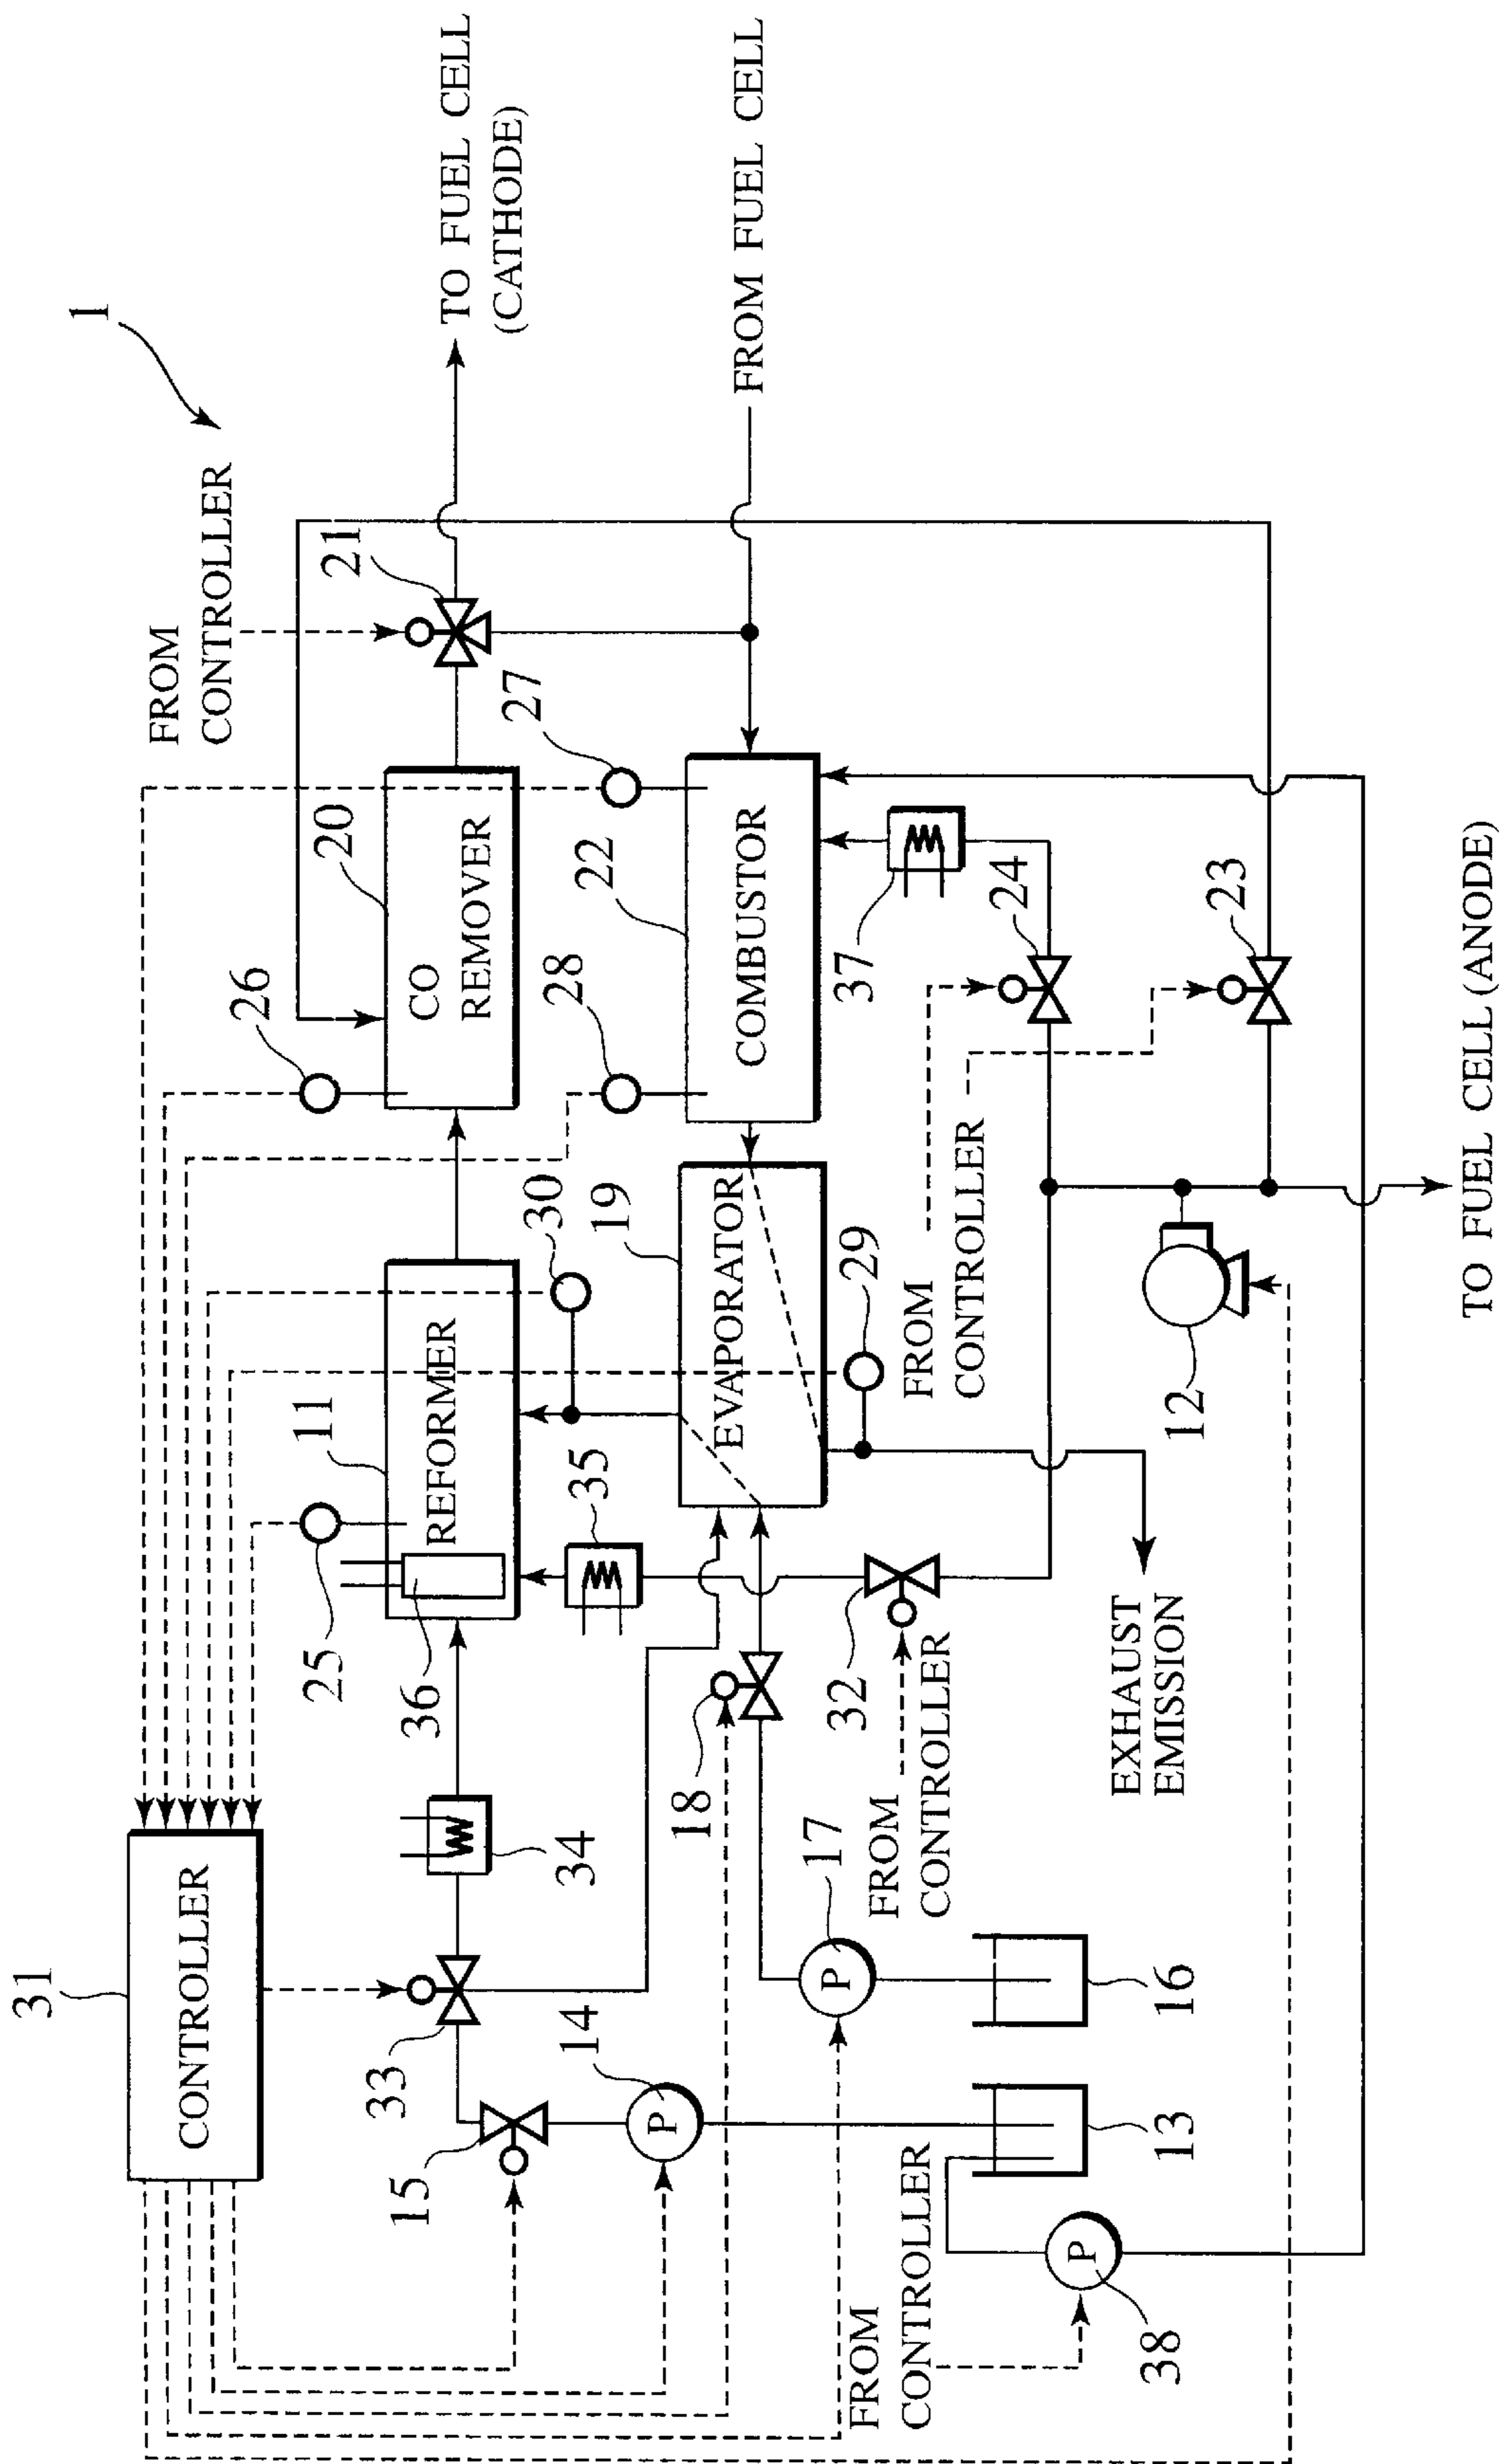 1
FROM
CONTROLLER
TO FUEL CELL
(CATHODE)
21
FROM FUEL CELL
31
CONTROLLER
26
20
CO
REMOVER
27
25
11
REFORMER
36
30
28
22
COMBUSTOR
33
34
35
19
EVAPORATOR
37
24
23
29
15
14
P
18
17
P
32
FROM
CONTROLLER
FROM
CONTROLLER
12
EXHAUST
EMISSION
16
13
FROM
CONTROLLER
P
38
TO FUEL CELL (ANODE)